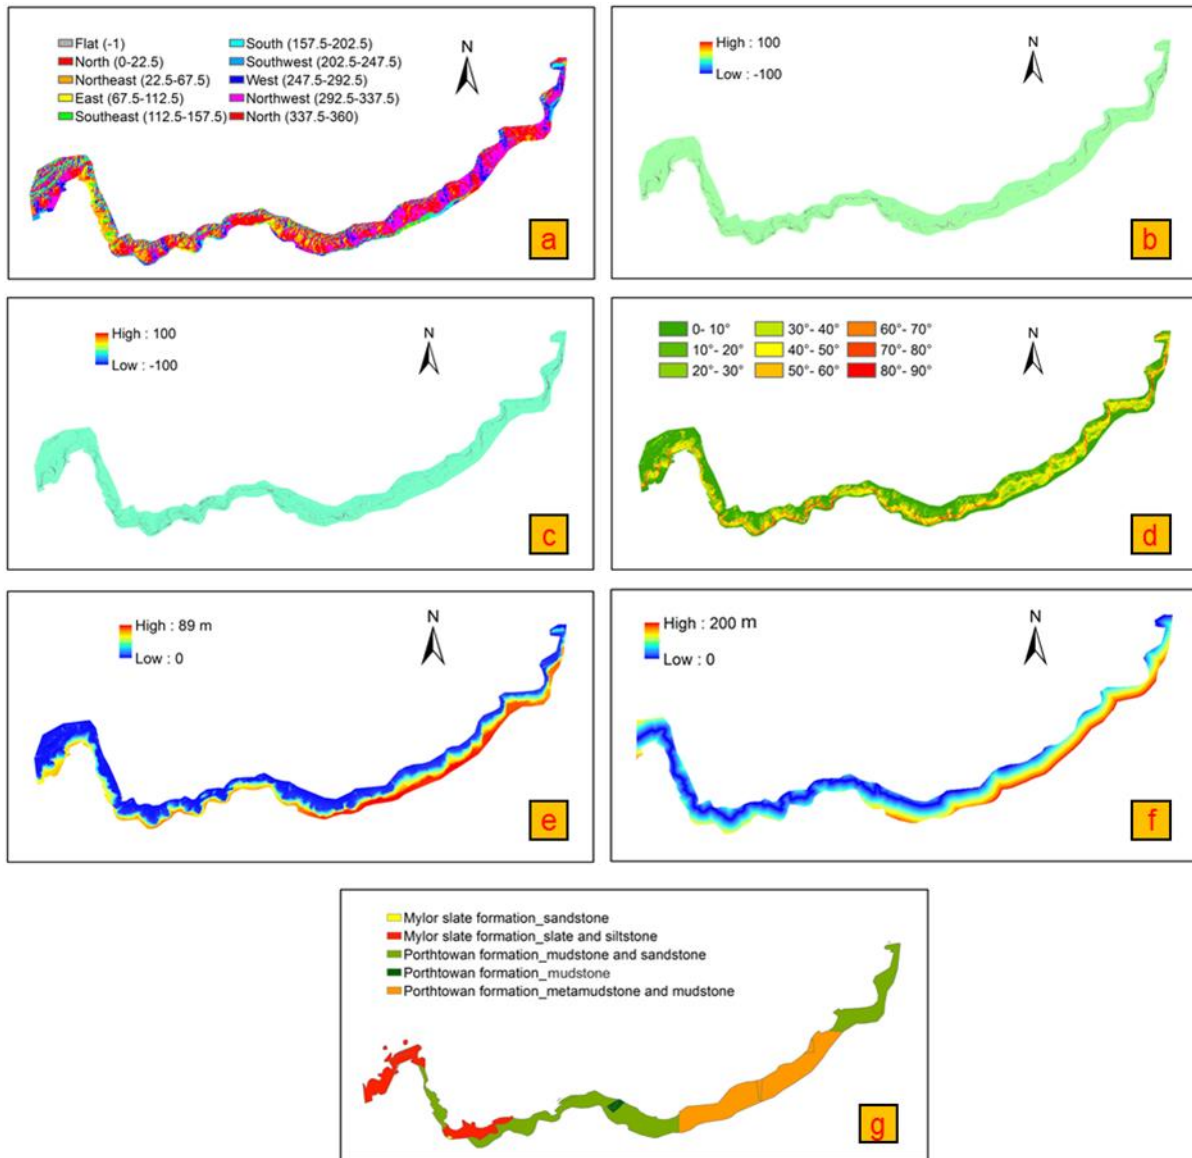 Flat (-1)
North (0-22.5)
Northeast (22.5-67.5)
East (67.5-112.5)
Southeast (112.5-157.5)
South (157.5-202.5)
Southwest (202.5-247.5)
West (247.5-292.5)
Northwest (292.5-337.5)
North (337.5-360)
N
a
High : 100
Low : -100
N
b
High : 100
Low : -100
N
c
0- 10°
10°- 20°
20°- 30°
30°- 40°
40°- 50°
50°- 60°
60°- 70°
70°- 80°
80°- 90°
N
d
High : 89 m
Low : 0
N
e
High : 200 m
Low : 0
N
f
Mylor slate formation_sandstone
Mylor slate formation_slate and siltstone
Porthtowan formation_mudstone and sandstone
Porthtowan formation_mudstone
Porthtowan formation_metamudstone and mudstone
g